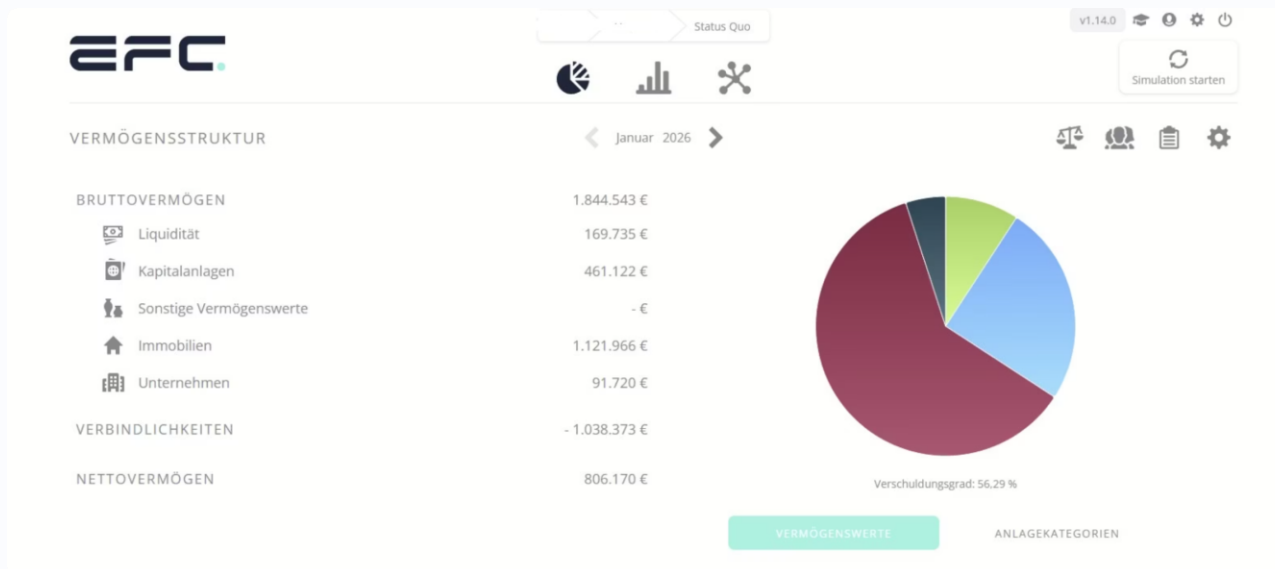 Status Quo
v1.14.0
EFC.
Simulation starten
VERMÖGENSSTRUKTUR
Januar 2026
BRUTTOVERMÖGEN 1.844.543 €
Liquidität 169.735 €
Kapitalanlagen 461.122 €
Sonstige Vermögenswerte - €
Immobilien 1.121.966 €
Unternehmen 91.720 €
VERBINDLICHKEITEN - 1.038.373 €
NETTOVERMÖGEN 806.170 €
Verschuldungsgrad: 56,29 %
VERMÖGENSWERTE
ANLAGEKATEGORIEN